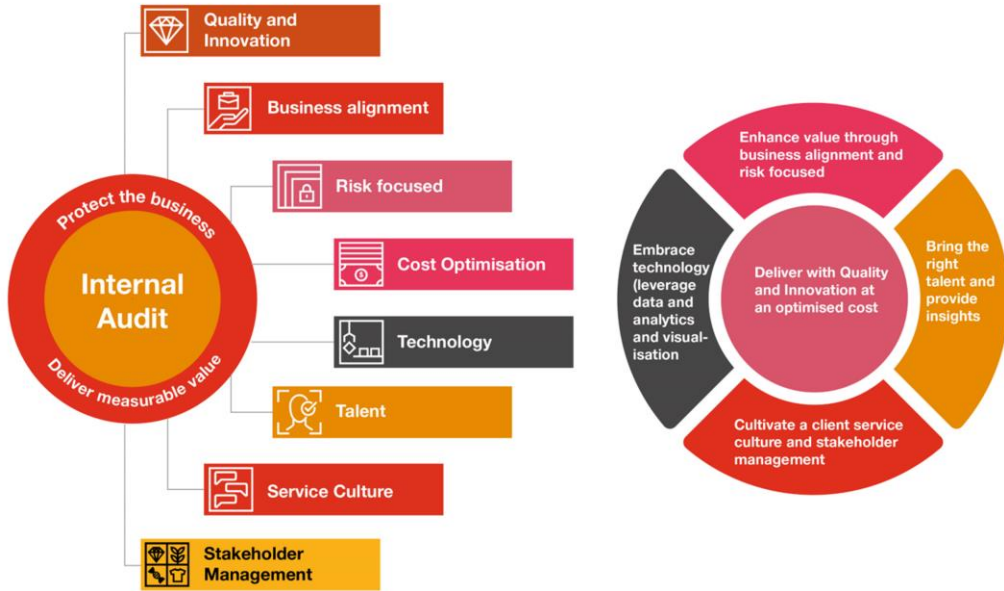 Quality and
Innovation
Business alignment
Risk focused
Cost Optimisation
Technology
Talent
Service Culture
Stakeholder
Management
Protect the business
Internal
Audit
Deliver measurable value
Enhance value through
business alignment and
risk focused
Embrace
technology
(leverage
data and
analytics
and visual-
isation
Deliver with Quality
and Innovation at
an optimised cost
Bring the
right
talent and
provide
insights
Cultivate a client service
culture and stakeholder
management